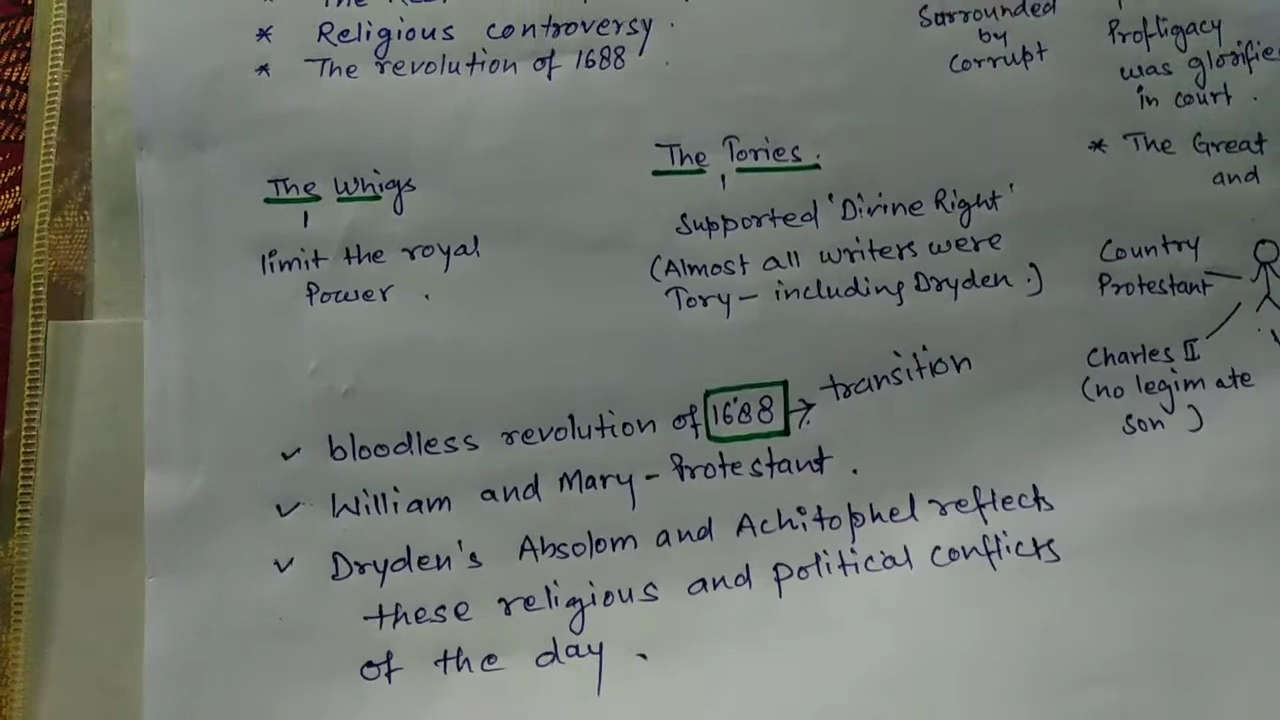 * The
* Religious controversy.
* The revolution of 1688
Surrounded
by
corrupt
Profligacy
was glorifie
in court.
* The Great
and
The Whigs
limit the royal
Power.
The Tories.
Supported 'Divine Right'
(Almost all writers were
Tory - including Dryden.)
Country
Protestant
Charles II
(no legim ate
son)
✓ bloodless revolution of 1688 → transition
✓ William and Mary - Protestant.
✓ Dryden's Absolom and Achitophel reflects
these religious and political conflicts
of the day.